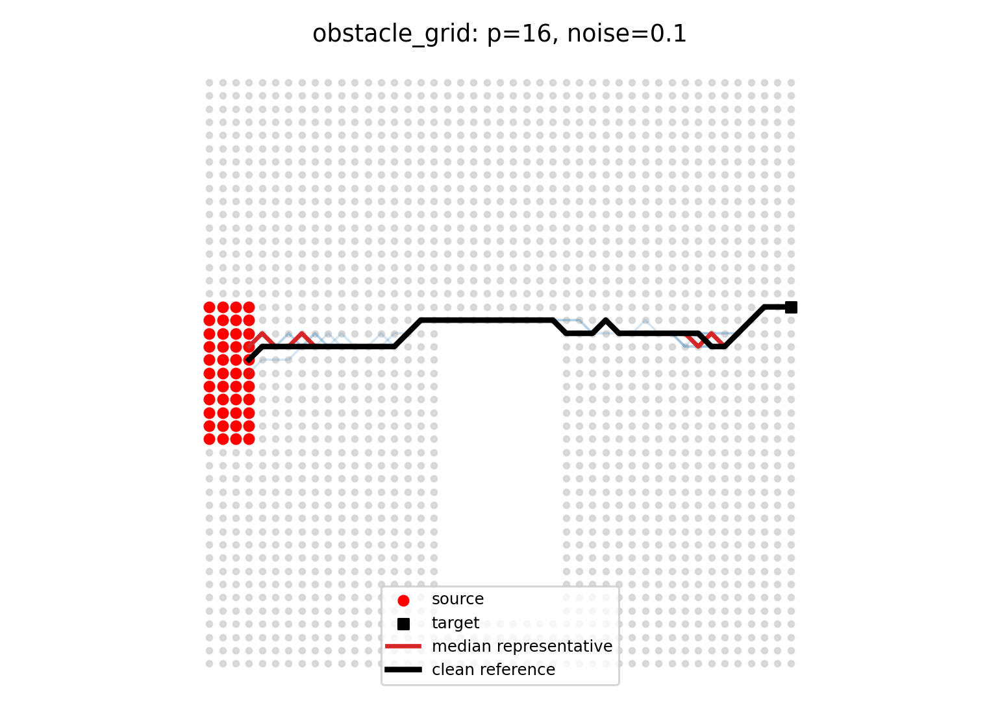 obstacle_grid: p=16, noise=0.1
source
target
median representative
clean reference